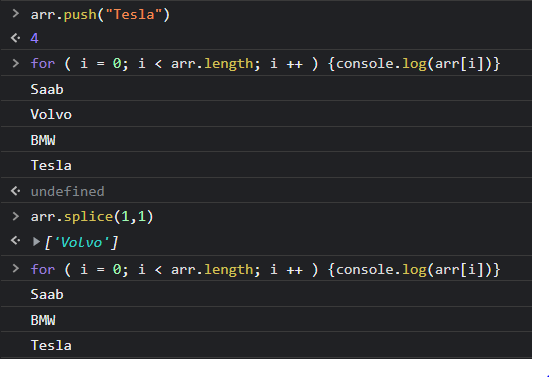 > arr.push("Tesla")
<· 4
> for ( i = 0; i < arr.length; i ++ ) {console.log(arr[i])}
Saab
Volvo
BMW
Tesla
<· undefined
> arr.splice(1,1)
<· ▶ ['Volvo']
> for ( i = 0; i < arr.length; i ++ ) {console.log(arr[i])}
Saab
BMW
Tesla